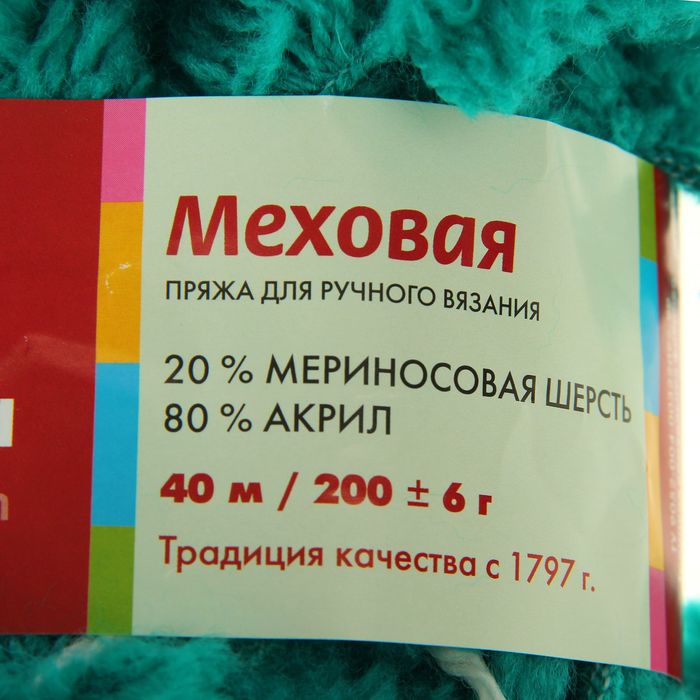 Меховая
ПРЯЖА ДЛЯ РУЧНОГО ВЯЗАНИЯ
20 % МЕРИНОСОВАЯ ШЕРСТЬ
80 % АКРИЛ
40 м / 200 ± 6 г
Традиция качества с 1797 г.